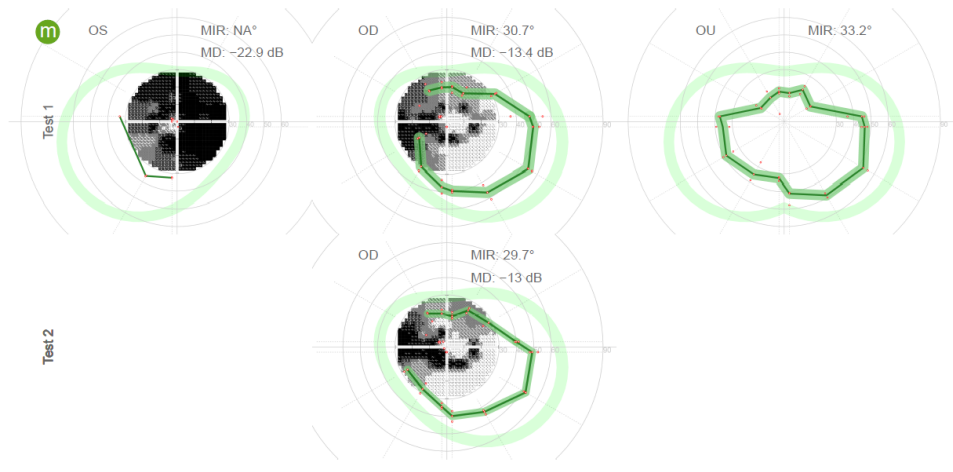 m
OS
MIR: NA°
MD: −22.9 dB
OD
MIR: 30.7°
MD: −13.4 dB
OU
MIR: 33.2°
Test 1
OD
MIR: 29.7°
MD: −13 dB
Test 2